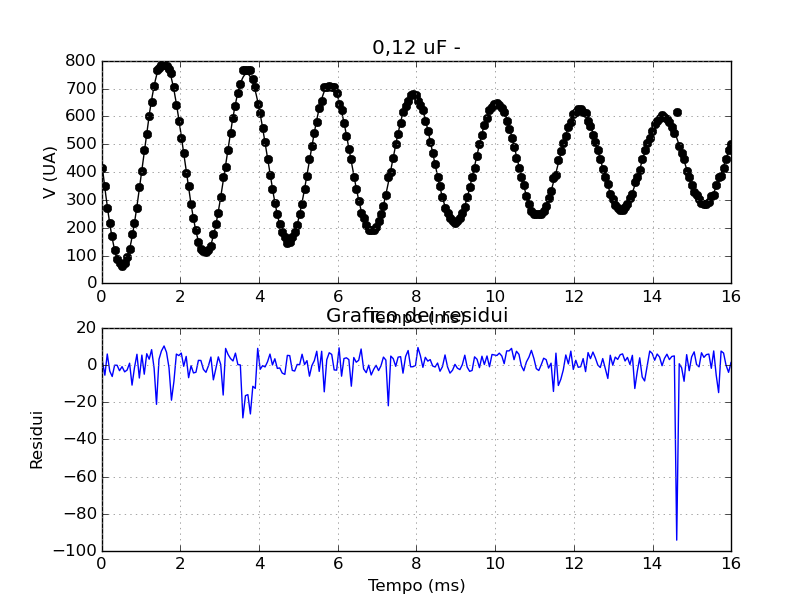 0,12 uF -
800
700
600
500
400
300
200
100
0
V (UA)
0 2 4 6 8 10 12 14 16
Tempo (ms)
Grafico dei residui
20
0
−20
−40
−60
−80
−100
Residui
0 2 4 6 8 10 12 14 16
Tempo (ms)